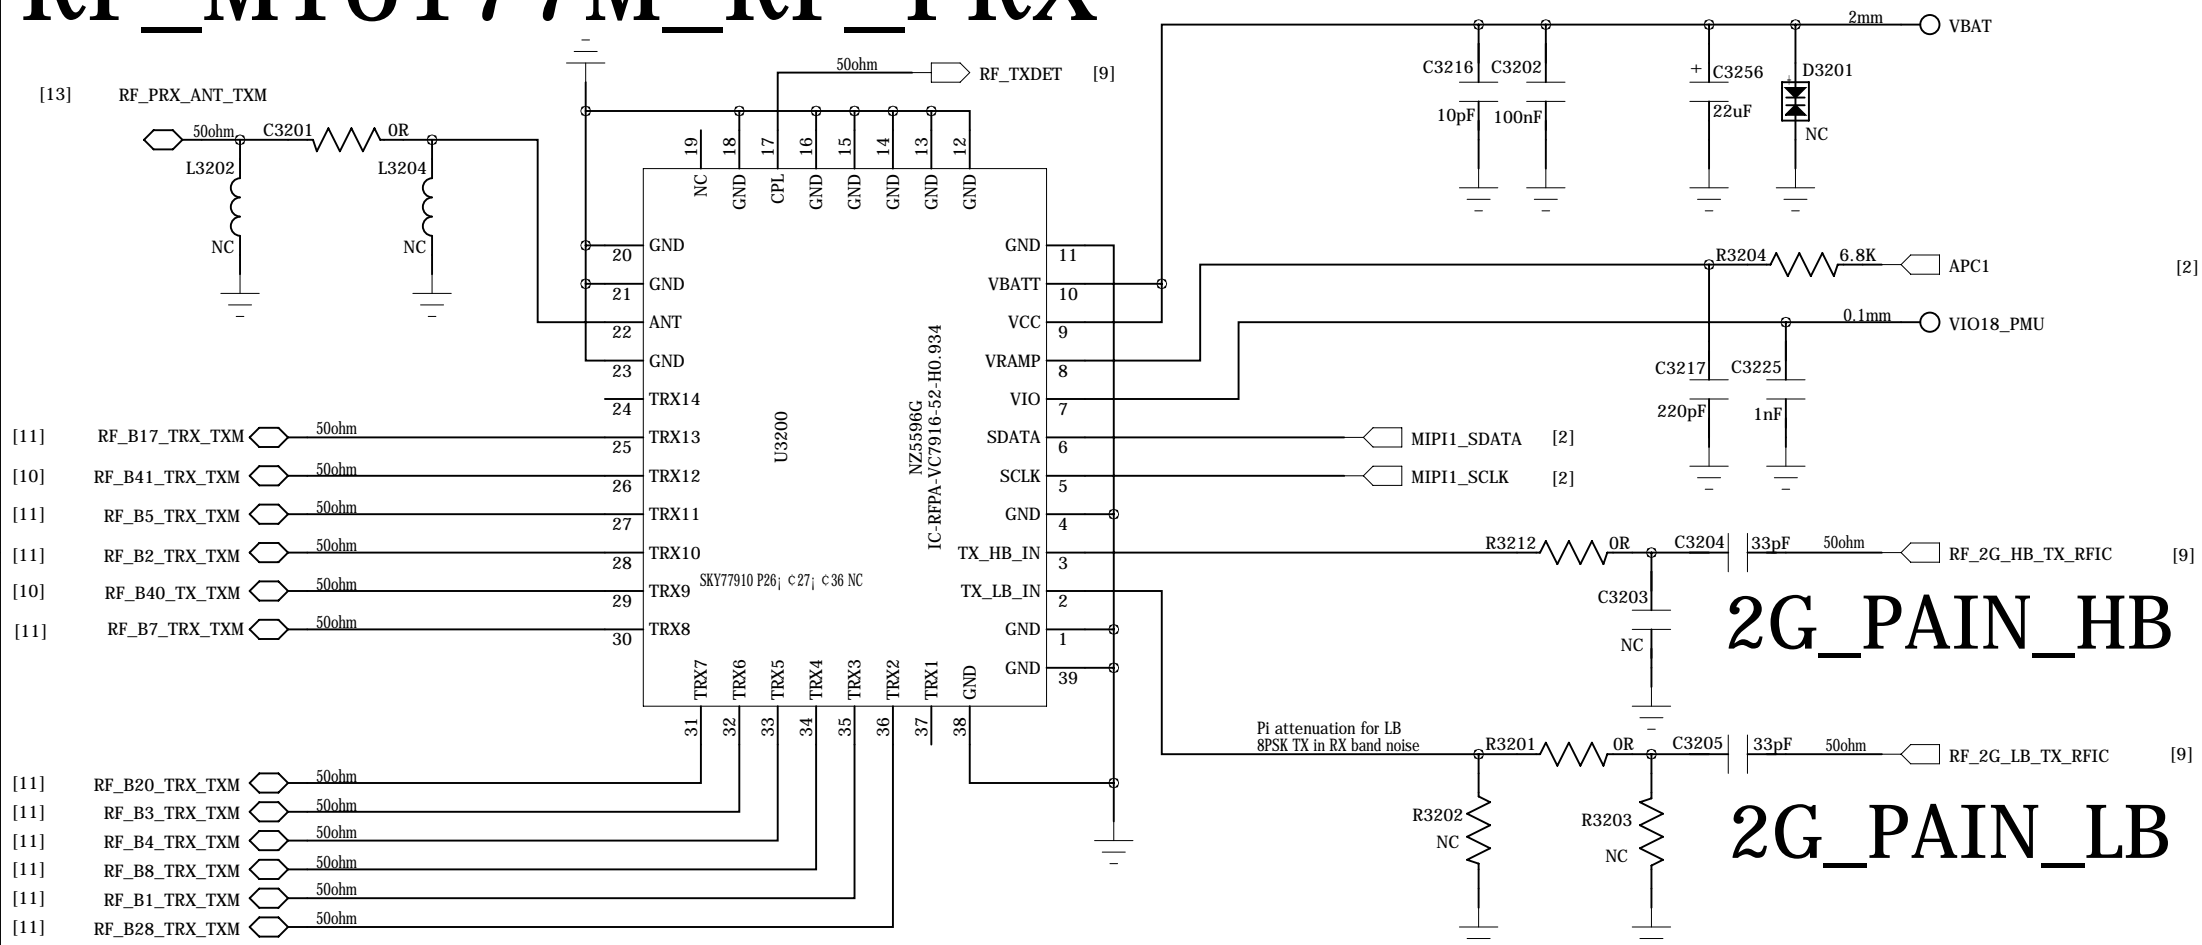 RF_MT6177M_RF_PRX
2mm
VBAT
C3216
C3202
+
C3256
D3201
10pF
100nF
22uF
NC
50ohm
RF_TXDET
[9]
[13]
RF_PRX_ANT_TXM
50ohm
C3201
0R
L3202
L3204
NC
NC
19
18
17
16
15
14
13
12
NC
GND
CPL
GND
GND
GND
GND
GND
20
GND
21
GND
22
ANT
23
GND
24
TRX14
25
TRX13
26
TRX12
27
TRX11
28
TRX10
29
TRX9
30
TRX8
GND
11
VBATT
10
VCC
9
VRAMP
8
VIO
7
SDATA
6
SCLK
5
GND
4
TX_HB_IN
3
TX_LB_IN
2
GND
1
GND
39
U3200
NZ5596G
IC-RFPA-VC7916-52-H0.934
SKY77910 P26¡ ¢27¡ ¢36 NC
TRX7
TRX6
TRX5
TRX4
TRX3
TRX2
TRX1
GND
31
32
33
34
35
36
37
38
R3204
6.8K
APC1
[2]
0.1mm
VIO18_PMU
C3217
C3225
220pF
1nF
MIPI1_SDATA
[2]
MIPI1_SCLK
[2]
R3212
0R
C3204
33pF
50ohm
RF_2G_HB_TX_RFIC
[9]
C3203
NC
2G_PAIN_HB
Pi attenuation for LB
8PSK TX in RX band noise
R3201
0R
C3205
33pF
50ohm
RF_2G_LB_TX_RFIC
[9]
R3202
NC
R3203
NC
2G_PAIN_LB
[11] RF_B17_TRX_TXM 50ohm
[10] RF_B41_TRX_TXM 50ohm
[11] RF_B5_TRX_TXM 50ohm
[11] RF_B2_TRX_TXM 50ohm
[10] RF_B40_TX_TXM 50ohm
[11] RF_B7_TRX_TXM 50ohm
[11] RF_B20_TRX_TXM 50ohm
[11] RF_B3_TRX_TXM 50ohm
[11] RF_B4_TRX_TXM 50ohm
[11] RF_B8_TRX_TXM 50ohm
[11] RF_B1_TRX_TXM 50ohm
[11] RF_B28_TRX_TXM 50ohm